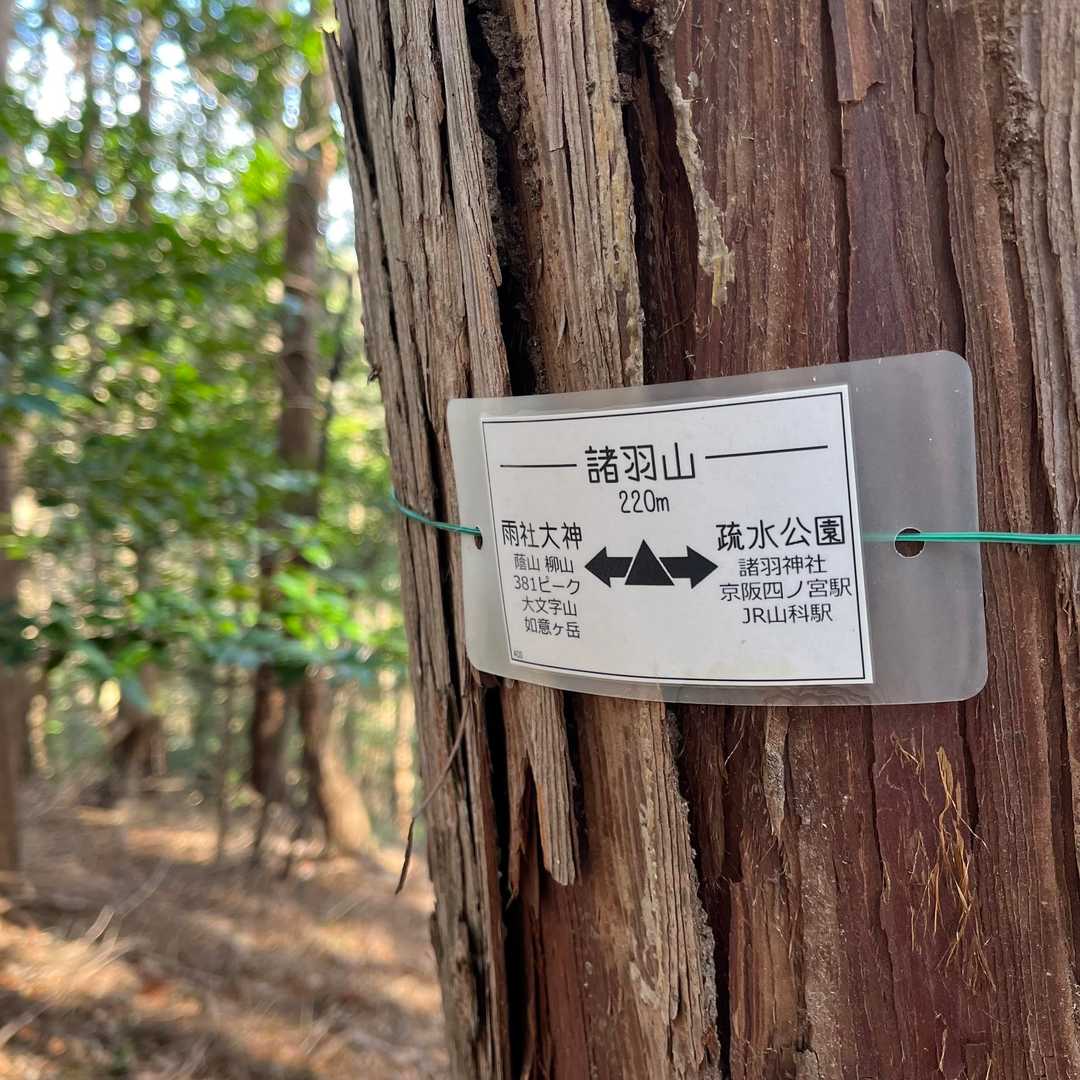 諸羽山
220m
雨社大神
蔭山 柳山
381ピーク
大文字山
如意ヶ岳
疏水公園
諸羽神社
京阪四ノ宮駅
JR山科駅